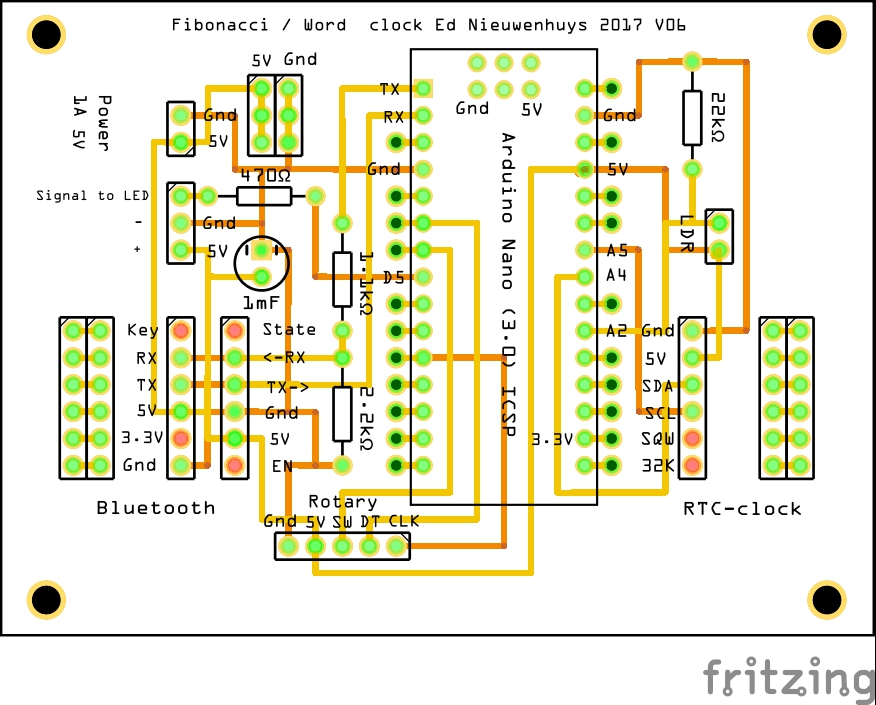 Fibonacci / Word  clock Ed Nieuwenhuys 2017 V06
5V Gnd
TX
RX
Gnd
Gnd
5V
Power
1A 5V
Gnd
5V
Gnd
5V
22kΩ
470Ω
Signal to LED
-
Gnd
+
5V
1mF
1.1kΩ
D5
Arduino Nano (3.0) ICSP
A5
A4
A2
3.3V
LDR
Key
RX
TX
5V
3.3V
Gnd
State
<-RX
TX->
Gnd
5V
EN
2.2kΩ
Gnd
5V
SDA
SCL
SQW
32K
Bluetooth
Rotary
Gnd 5V SW DT CLK
RTC-clock
fritzing